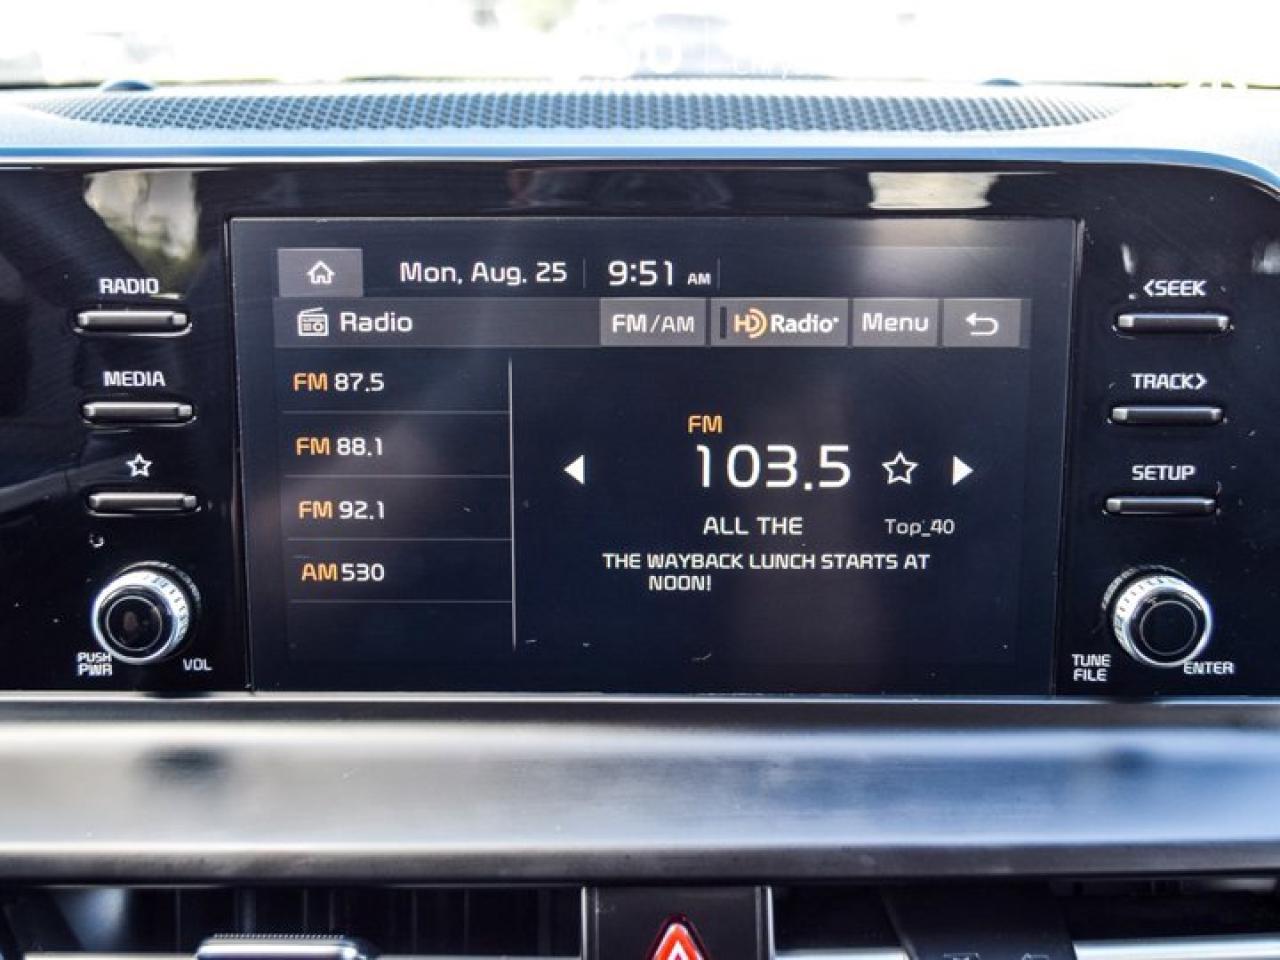 Mon, Aug. 25 9:51 AM
RADIO
<SEEK
Radio FM/AM HD Radio Menu
MEDIA
TRACK>
FM 87.5
FM 88.1
FM 92.1
AM 530
FM
103.5
ALL THE Top_40
THE WAYBACK LUNCH STARTS AT
NOON!
SETUP
PUSH
PWR
VOL
TUNE
FILE
ENTER